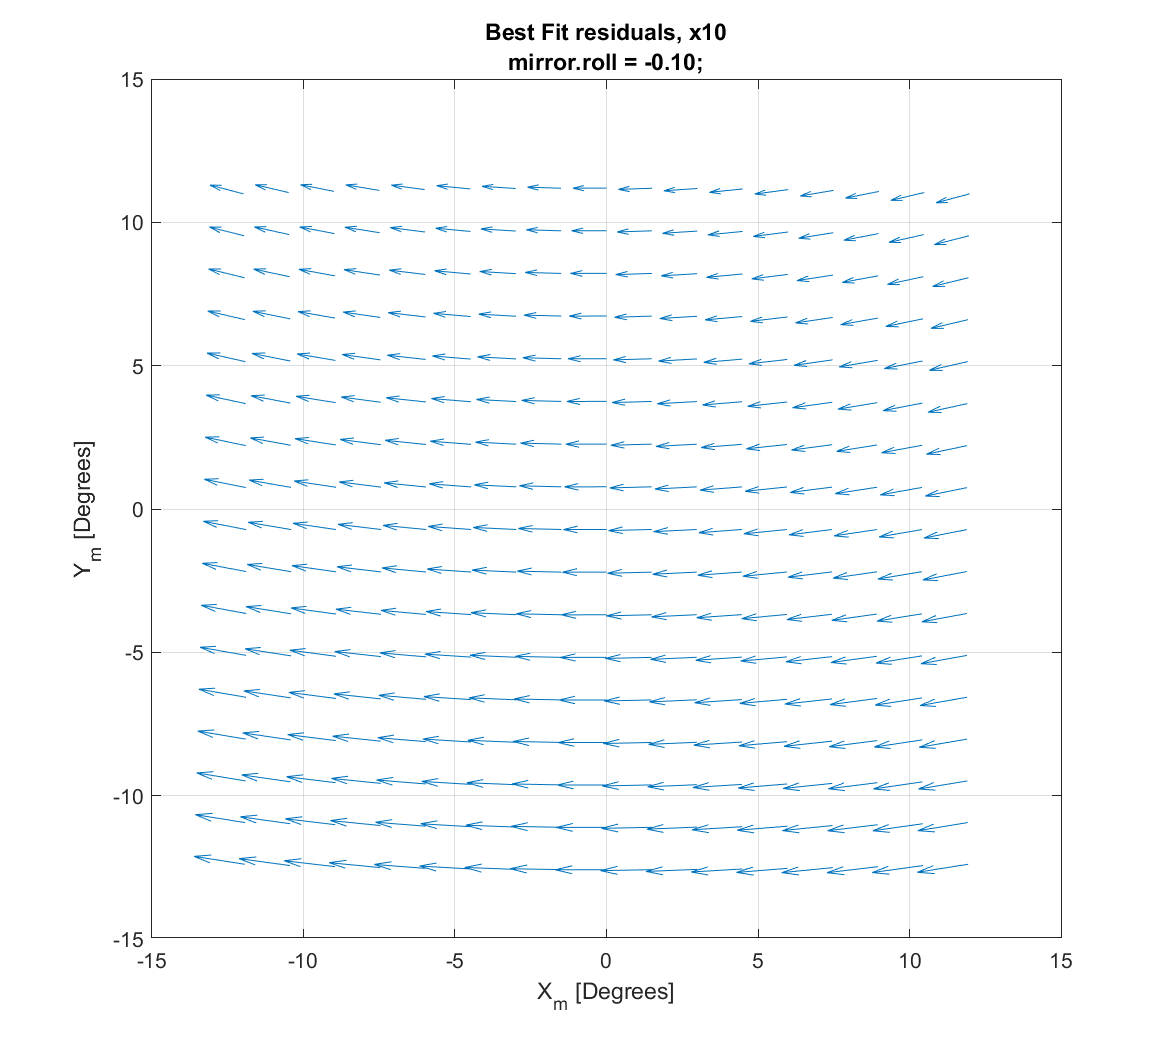 Best Fit residuals, x10
mirror.roll = -0.10;
15
10
5
0
-5
-10
-15
Y_m [Degrees]
-15 -10 -5 0 5 10 15
X_m [Degrees]